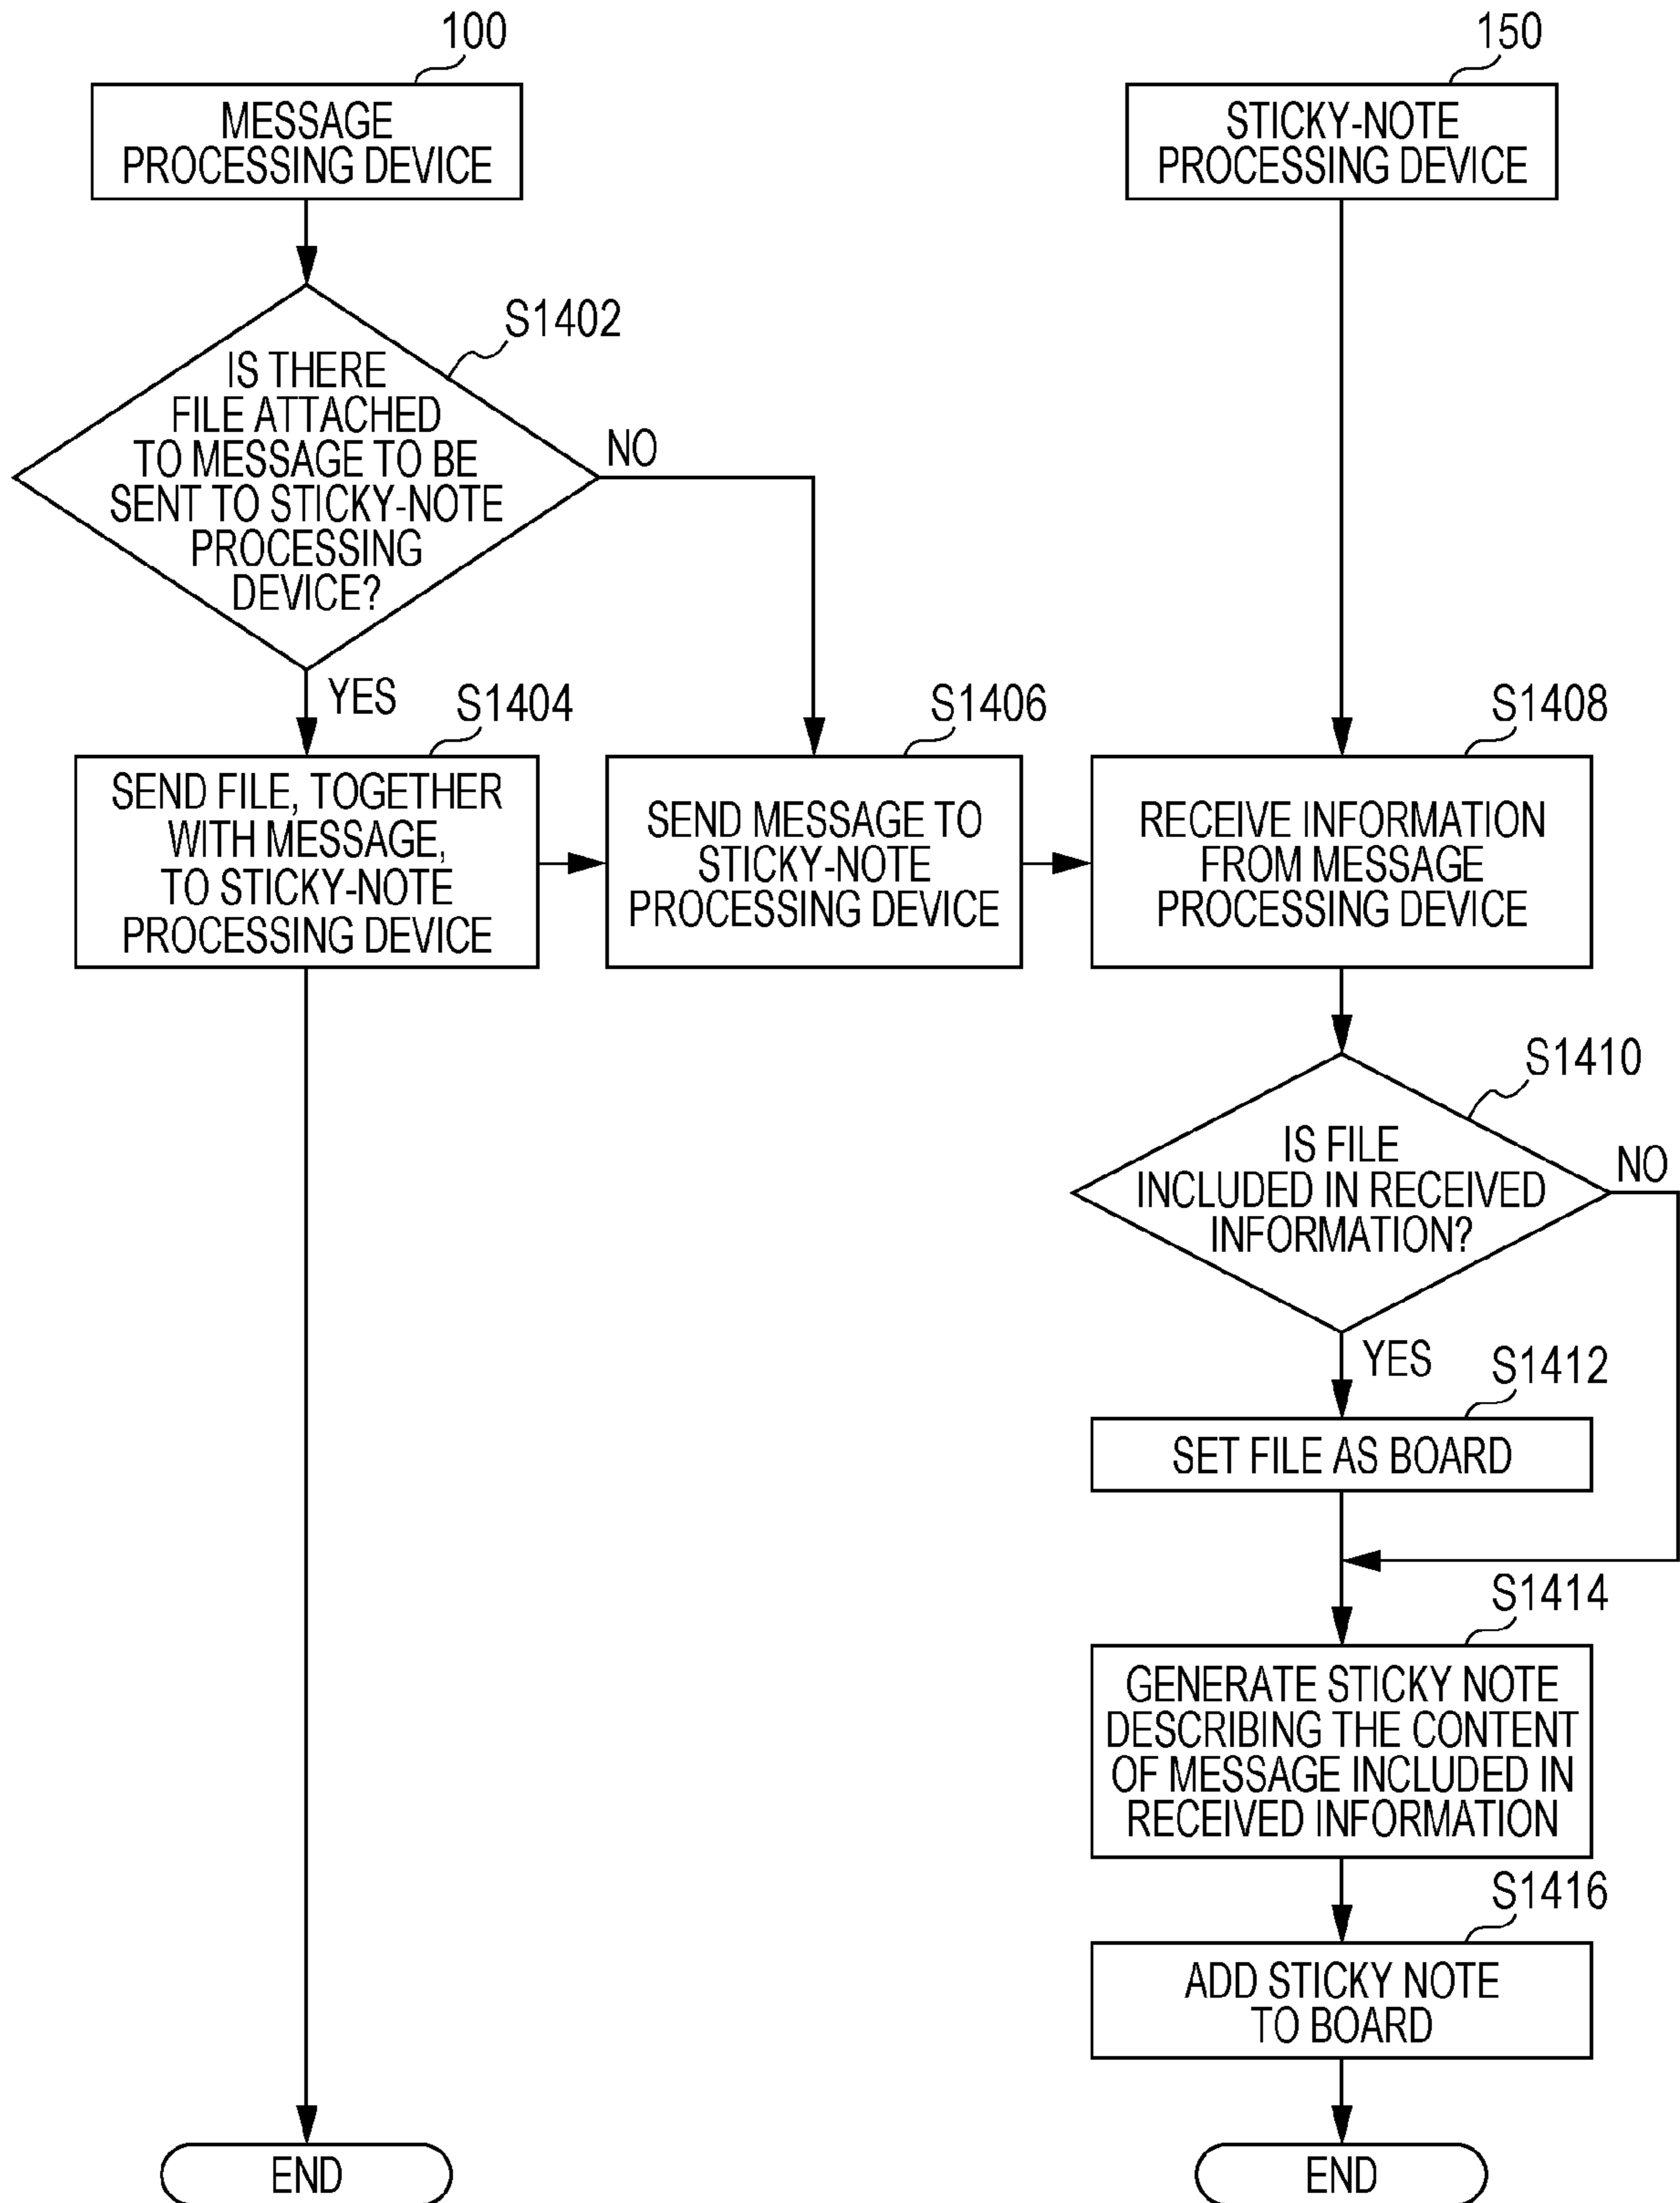 100
MESSAGE
PROCESSING DEVICE
150
STICKY-NOTE
PROCESSING DEVICE
S1402
IS THERE
FILE ATTACHED
TO MESSAGE TO BE
SENT TO STICKY-NOTE
PROCESSING
DEVICE?
NO
YES
S1404
SEND FILE, TOGETHER
WITH MESSAGE,
TO STICKY-NOTE
PROCESSING DEVICE
S1406
SEND MESSAGE TO
STICKY-NOTE
PROCESSING DEVICE
S1408
RECEIVE INFORMATION
FROM MESSAGE
PROCESSING DEVICE
S1410
IS FILE
INCLUDED IN RECEIVED
INFORMATION?
NO
YES
S1412
SET FILE AS BOARD
S1414
GENERATE STICKY NOTE
DESCRIBING THE CONTENT
OF MESSAGE INCLUDED IN
RECEIVED INFORMATION
S1416
ADD STICKY NOTE
TO BOARD
END
END